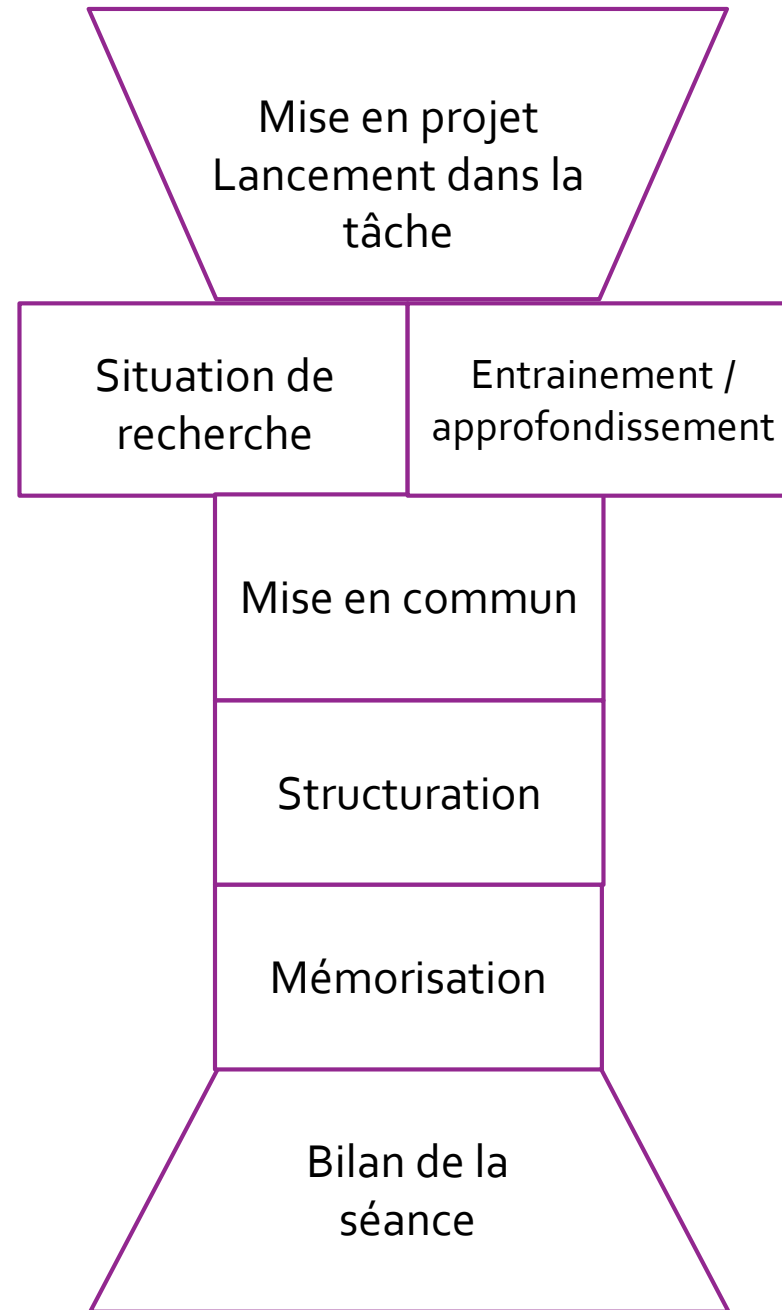 Mise en projet
Lancement dans la
tâche
Situation de
recherche
Entrainement /
approfondissement
Mise en commun
Structuration
Mémorisation
Bilan de la
séance